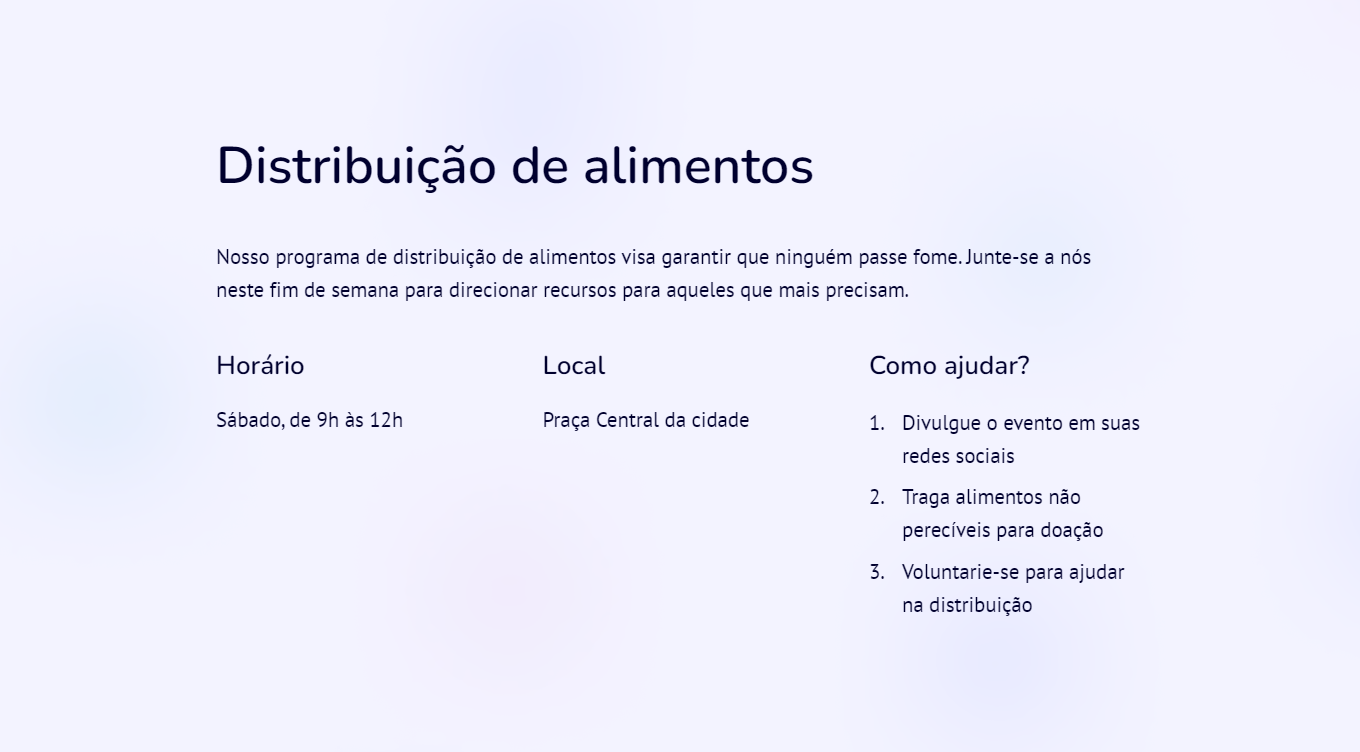 Distribuição de alimentos
Nosso programa de distribuição de alimentos visa garantir que ninguém passe fome. Junte-se a nós
neste fim de semana para direcionar recursos para aqueles que mais precisam.
Horário
Sábado, de 9h às 12h
Local
Praça Central da cidade
Como ajudar?
1. Divulgue o evento em suas
redes sociais
2. Traga alimentos não
perecíveis para doação
3. Voluntarie-se para ajudar
na distribuição